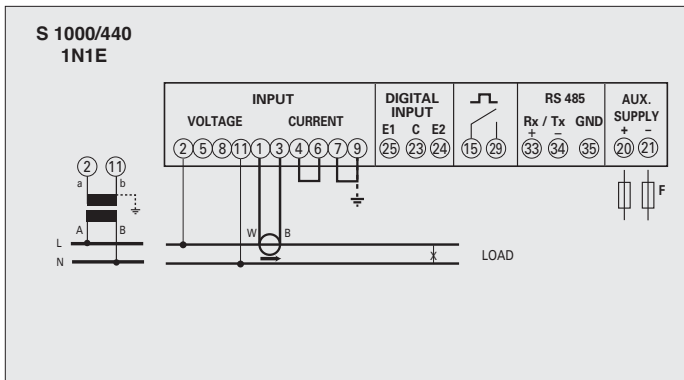 S 1000/440
1N1E
INPUT
VOLTAGE CURRENT
2 5 8 11 1 3 4 6 7 9
DIGITAL
INPUT
E1 C E2
25 23 24
15 29
RS 485
Rx / Tx GND
+ −
33 34 35
AUX.
SUPPLY
+ −
20 21
F
2 11
a b
A B
L
N
W B
X
LOAD